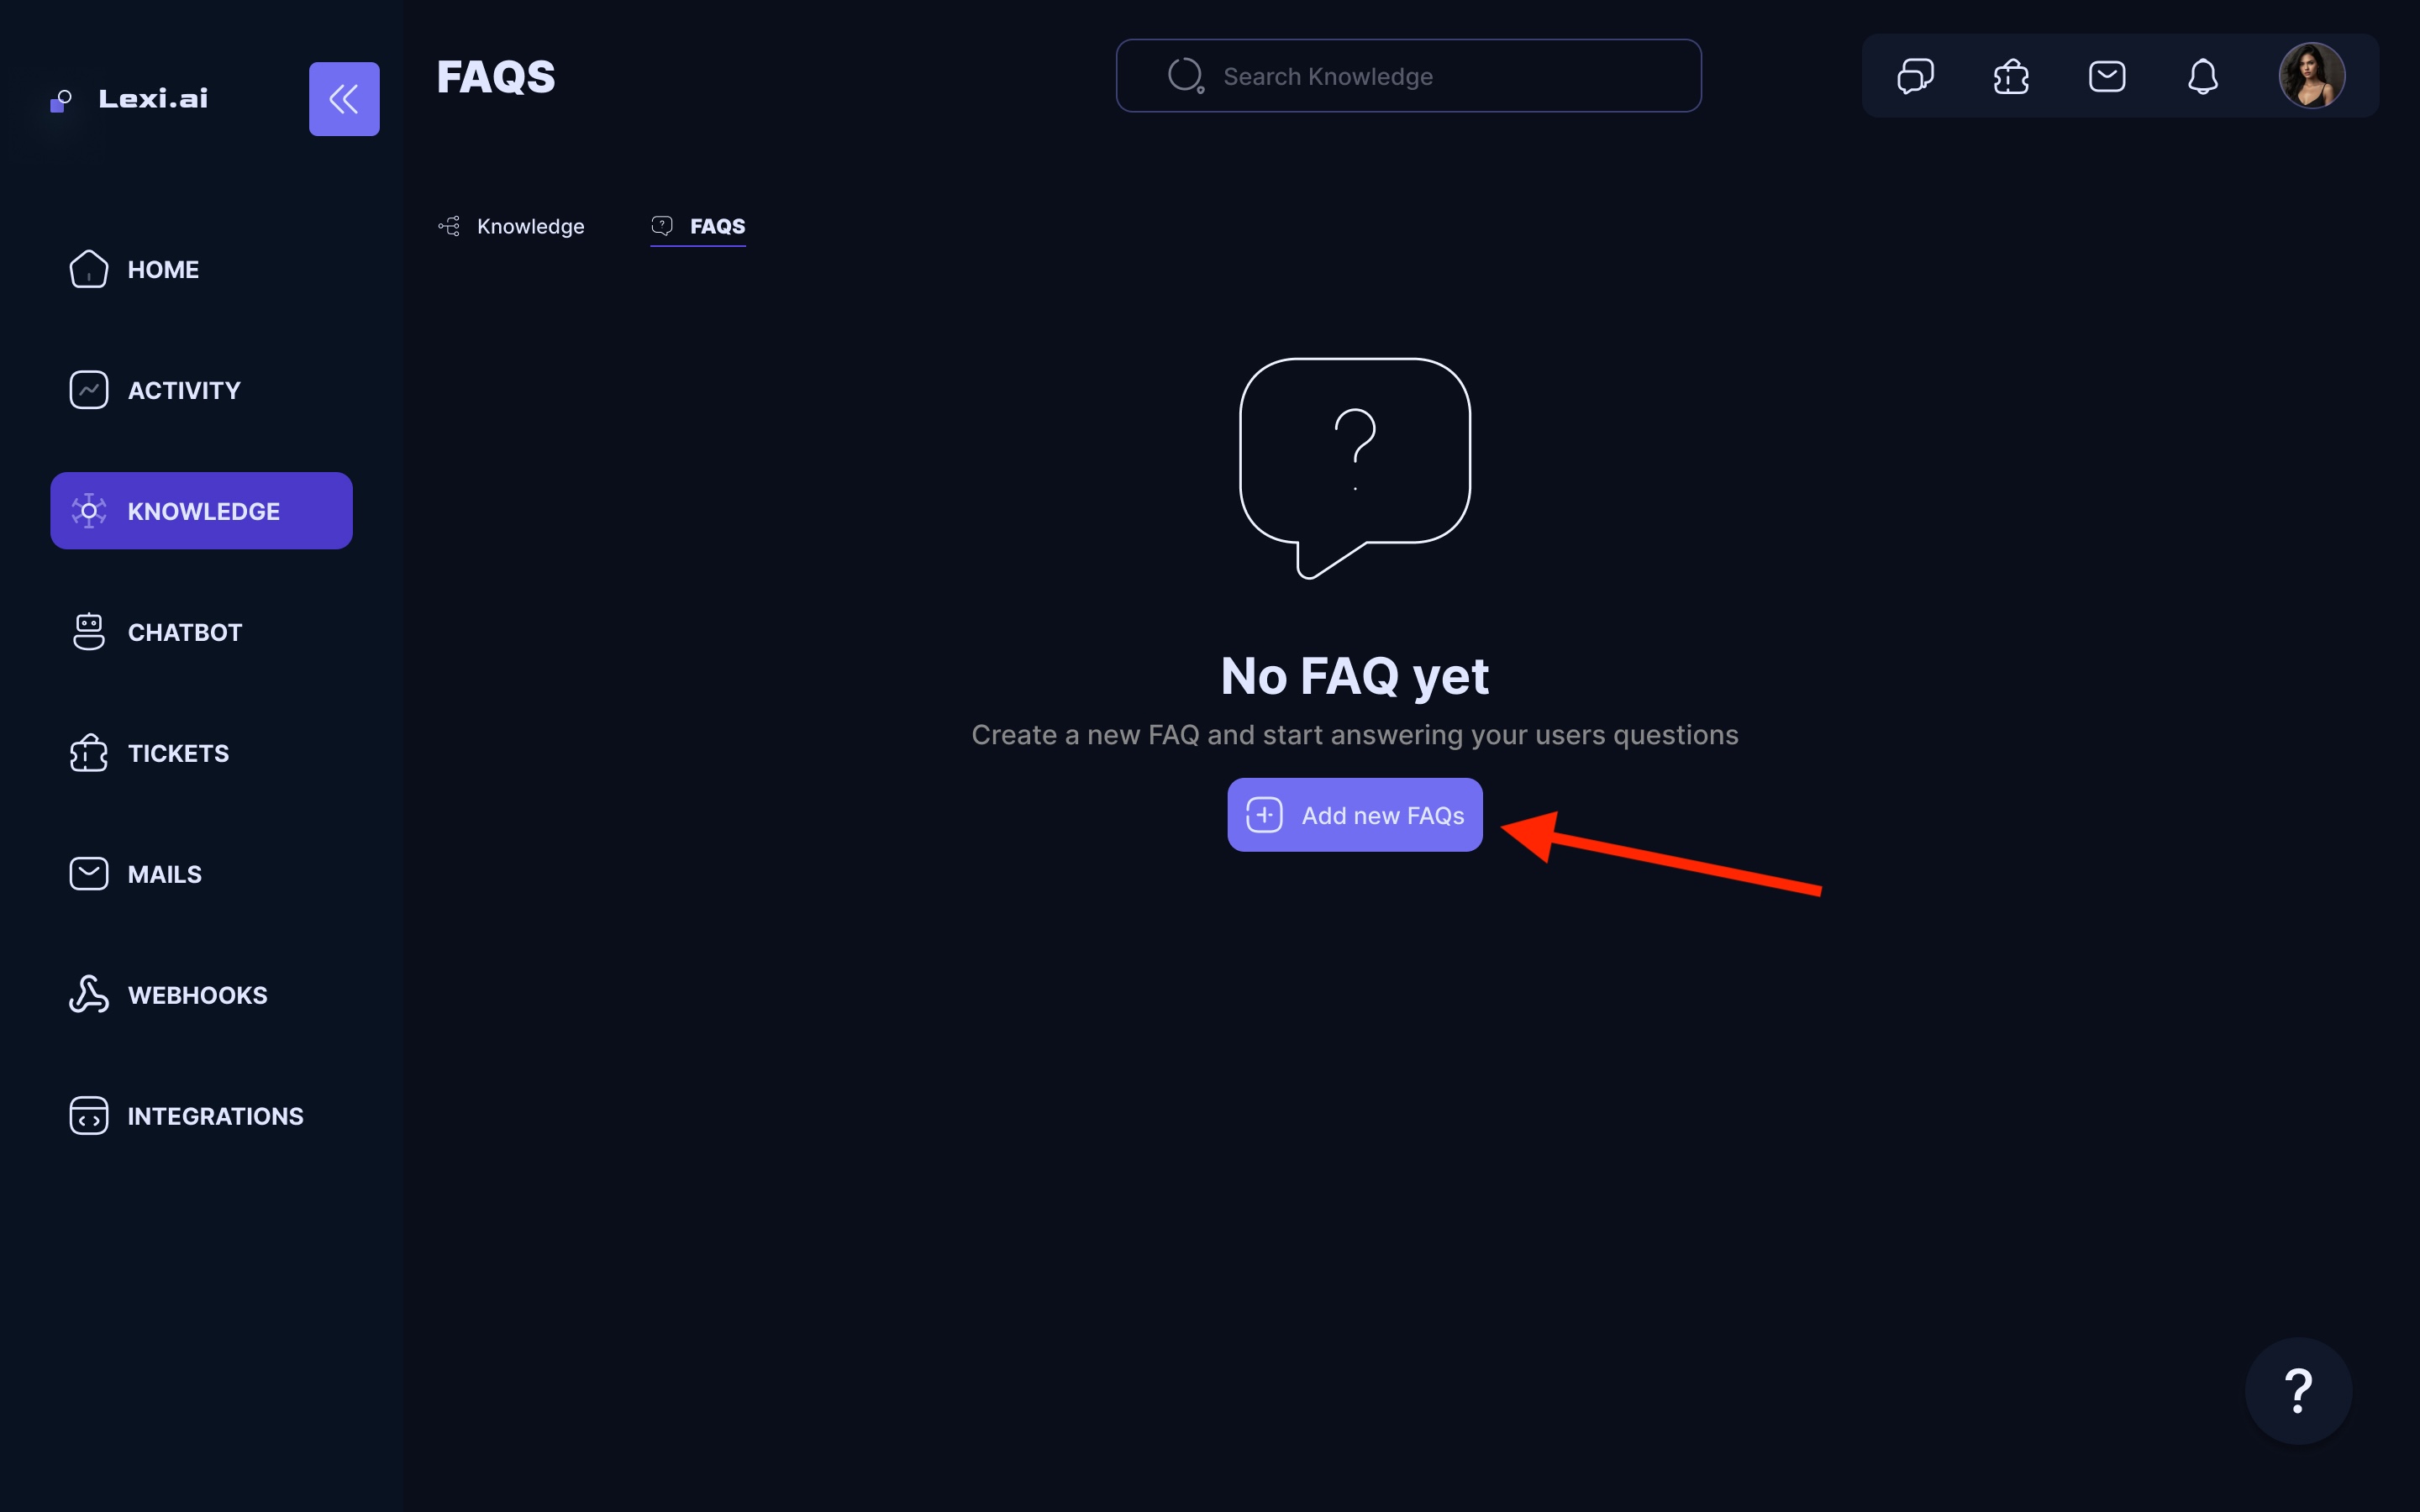 Lexi.ai
FAQS
Search Knowledge
Knowledge
FAQS
HOME
ACTIVITY
KNOWLEDGE
CHATBOT
TICKETS
MAILS
WEBHOOKS
INTEGRATIONS
?
No FAQ yet
Create a new FAQ and start answering your users questions
Add new FAQs
?